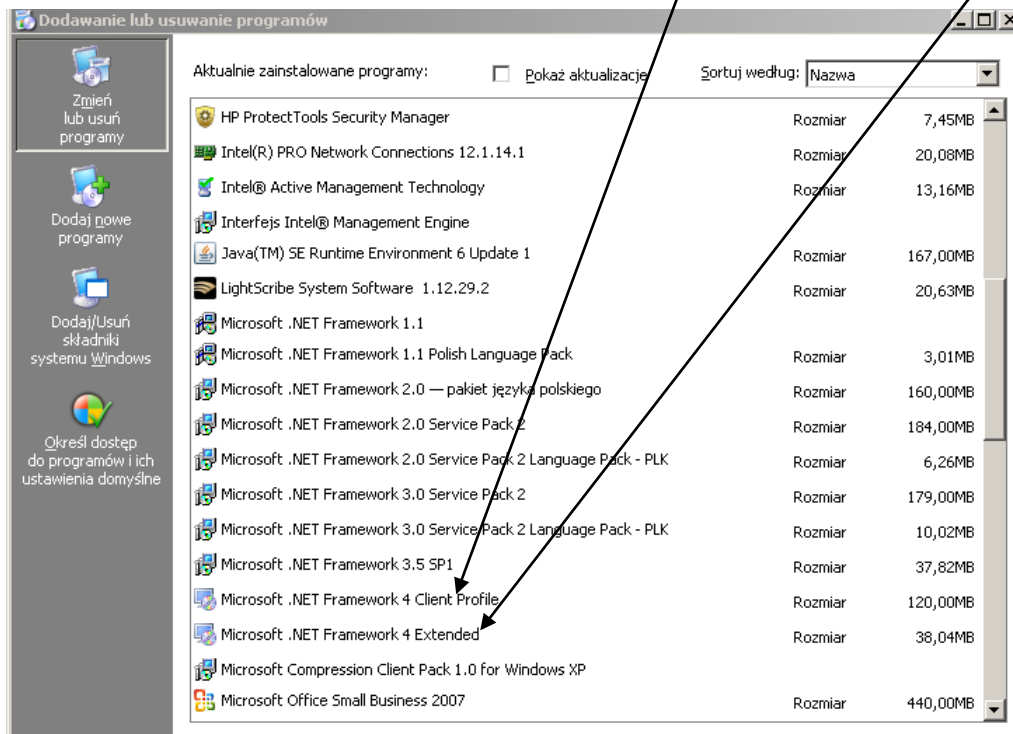 Dodawanie lub usuwanie programów
Zmień
lub usuń
programy
Dodaj nowe
programy
Dodaj/Usuń
składniki
systemu Windows
Określ dostęp
do programów i ich
ustawienia domyślne
Aktualnie zainstalowane programy: Pokaż aktualizacje Sortuj według: Nazwa
HP ProtectTools Security Manager Rozmiar 7,45MB
Intel(R) PRO Network Connections 12.1.14.1 Rozmiar 20,08MB
Intel® Active Management Technology Rozmiar 13,16MB
Interfejs Intel® Management Engine
Java(TM) SE Runtime Environment 6 Update 1 Rozmiar 167,00MB
LightScribe System Software 1.12.29.2 Rozmiar 20,63MB
Microsoft .NET Framework 1.1
Microsoft .NET Framework 1.1 Polish Language Pack Rozmiar 3,01MB
Microsoft .NET Framework 2.0 — pakiet języka polskiego Rozmiar 160,00MB
Microsoft .NET Framework 2.0 Service Pack 2 Rozmiar 184,00MB
Microsoft .NET Framework 2.0 Service Pack 2 Language Pack - PLK Rozmiar 6,26MB
Microsoft .NET Framework 3.0 Service Pack 2 Rozmiar 179,00MB
Microsoft .NET Framework 3.0 Service Pack 2 Language Pack - PLK Rozmiar 10,02MB
Microsoft .NET Framework 3.5 SP1 Rozmiar 37,82MB
Microsoft .NET Framework 4 Client Profile Rozmiar 120,00MB
Microsoft .NET Framework 4 Extended Rozmiar 38,04MB
Microsoft Compression Client Pack 1.0 for Windows XP
Microsoft Office Small Business 2007 Rozmiar 440,00MB